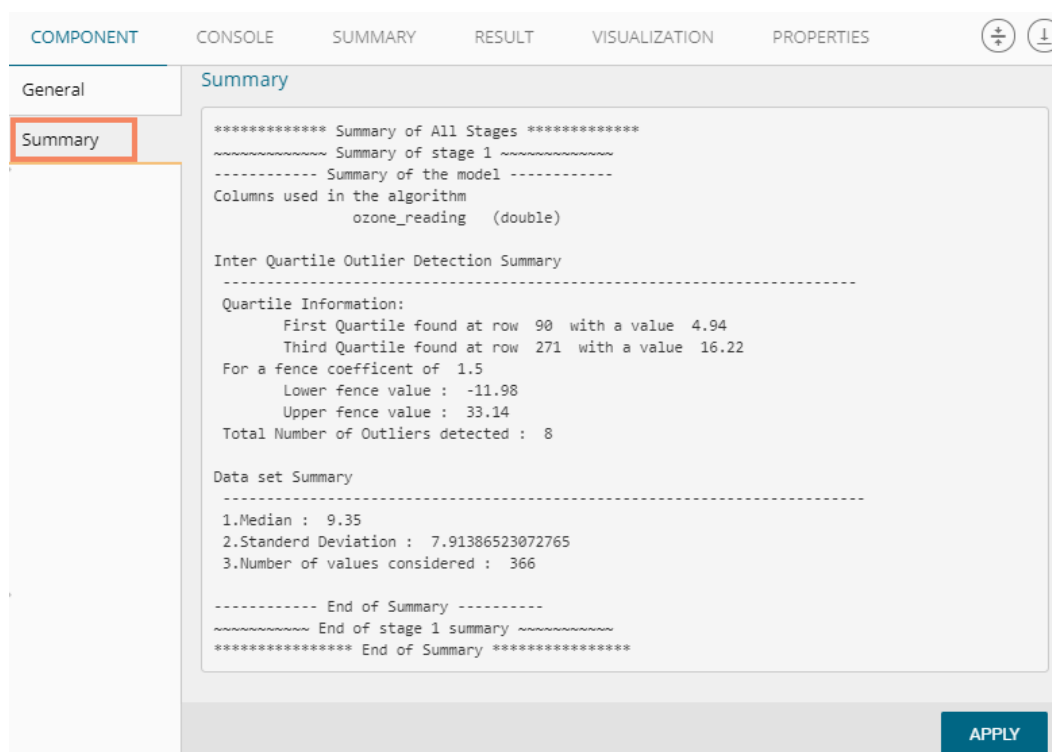 COMPONENT CONSOLE SUMMARY RESULT VISUALIZATION PROPERTIES
General
Summary
Summary
************* Summary of All Stages *************
~~~~~~~~~~~~~ Summary of stage 1 ~~~~~~~~~~~~~
------------ Summary of the model ------------
Columns used in the algorithm
ozone_reading (double)
Inter Quartile Outlier Detection Summary
--------------------------------------------------------------------------
Quartile Information:
First Quartile found at row 90 with a value 4.94
Third Quartile found at row 271 with a value 16.22
For a fence coefficent of 1.5
Lower fence value : -11.98
Upper fence value : 33.14
Total Number of Outliers detected : 8
Data set Summary
---------------------------------------------------------------------------
1.Median : 9.35
2.Standerd Deviation : 7.91386523072765
3.Number of values considered : 366
------------ End of Summary ----------
~~~~~~~~~~~ End of stage 1 summary ~~~~~~~~~~~
**************** End of Summary ****************
APPLY